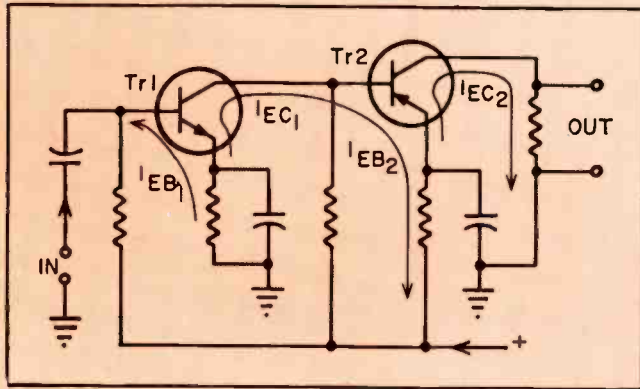 Tr1
Tr2
IEC1
IEC2
IEB1
IEB2
OUT
IN
+